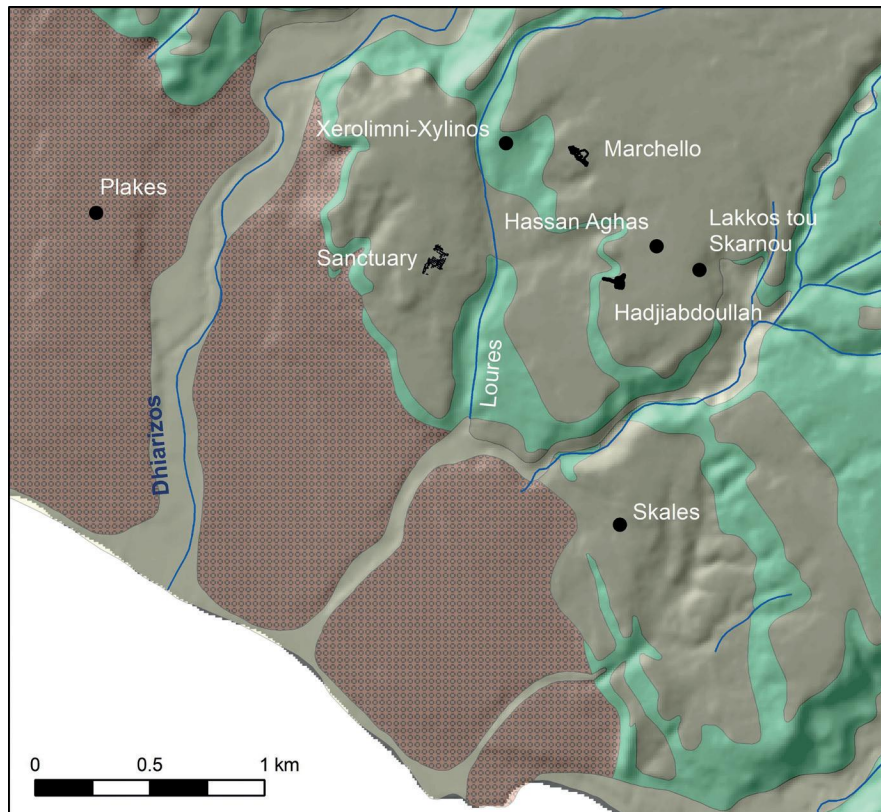 Xerolimni-Xylinos
Marchello
Plakes
Hassan Aghas
Lakkos tou
Skarnou
Sanctuary
Hadjiabdoullah
Loures
Dhiarizos
Skales
0 0.5 1 km